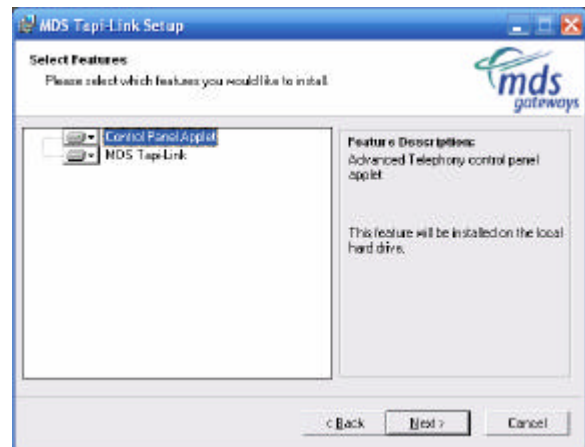 MDS Tapi-Link Setup
Select Features
Please select which features you would like to install.
mds
gateways
Control Panel Applet
MDS Tapi-Link
Feature Description:
Advanced Telephony control panel
applet
This feature will be installed on the local
hard drive.
< Back
Next >
Cancel